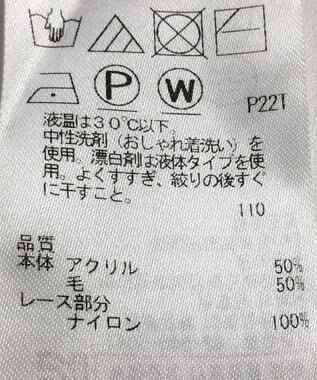 P W P22T
液温は30℃以下。
中性洗剤（おしゃれ着洗い）を
使用。漂白剤は液体タイプを使
用。よくすすぎ、絞りの後すぐ
に干すこと。
110
品質
本体 アクリル 50%
毛 50%
レース部分
ナイロン 100%